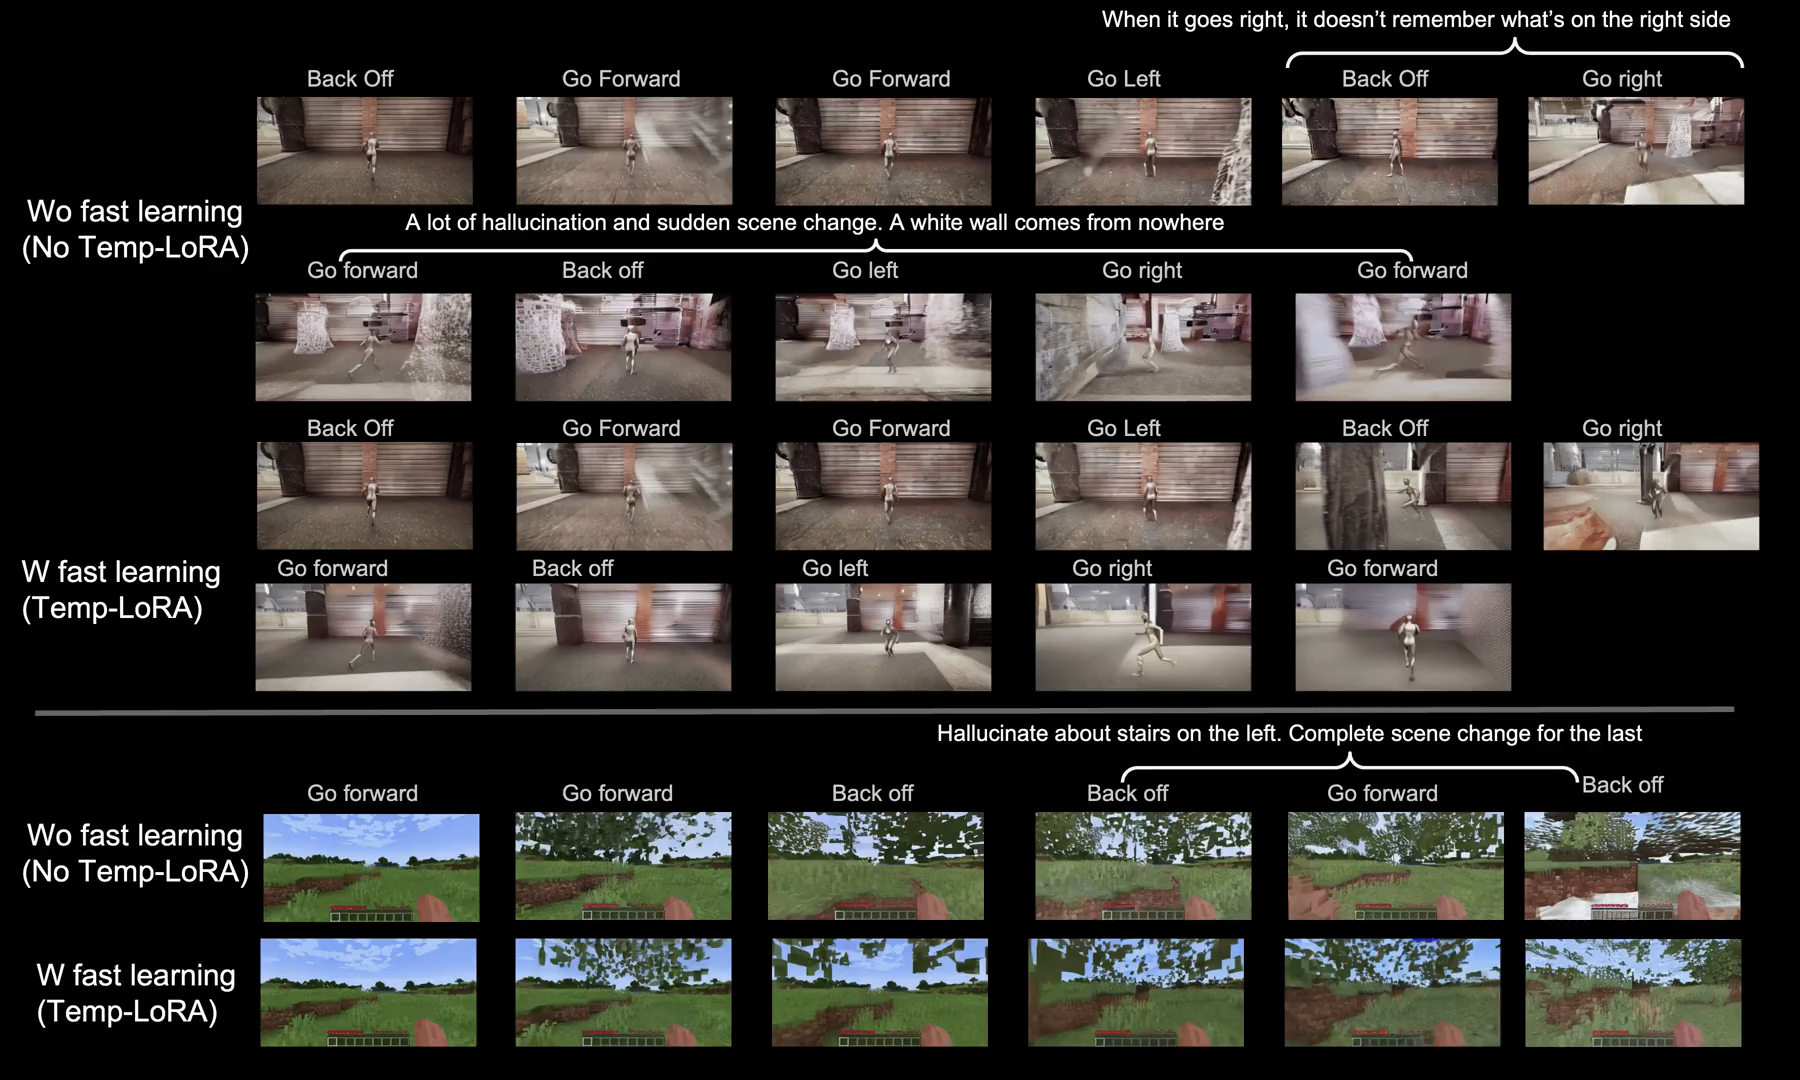 When it goes right, it doesn’t remember what’s on the right side
Back Off
Go Forward
Go Forward
Go Left
Back Off
Go right
Wo fast learning
(No Temp-LoRA)
A lot of hallucination and sudden scene change. A white wall comes from nowhere
Go forward
Back off
Go left
Go right
Go forward
Back Off
Go Forward
Go Forward
Go Left
Back Off
Go right
W fast learning
(Temp-LoRA)
Go forward
Back off
Go left
Go right
Go forward
Hallucinate about stairs on the left. Complete scene change for the last
Go forward
Go forward
Back off
Back off
Go forward
Back off
Wo fast learning
(No Temp-LoRA)
W fast learning
(Temp-LoRA)